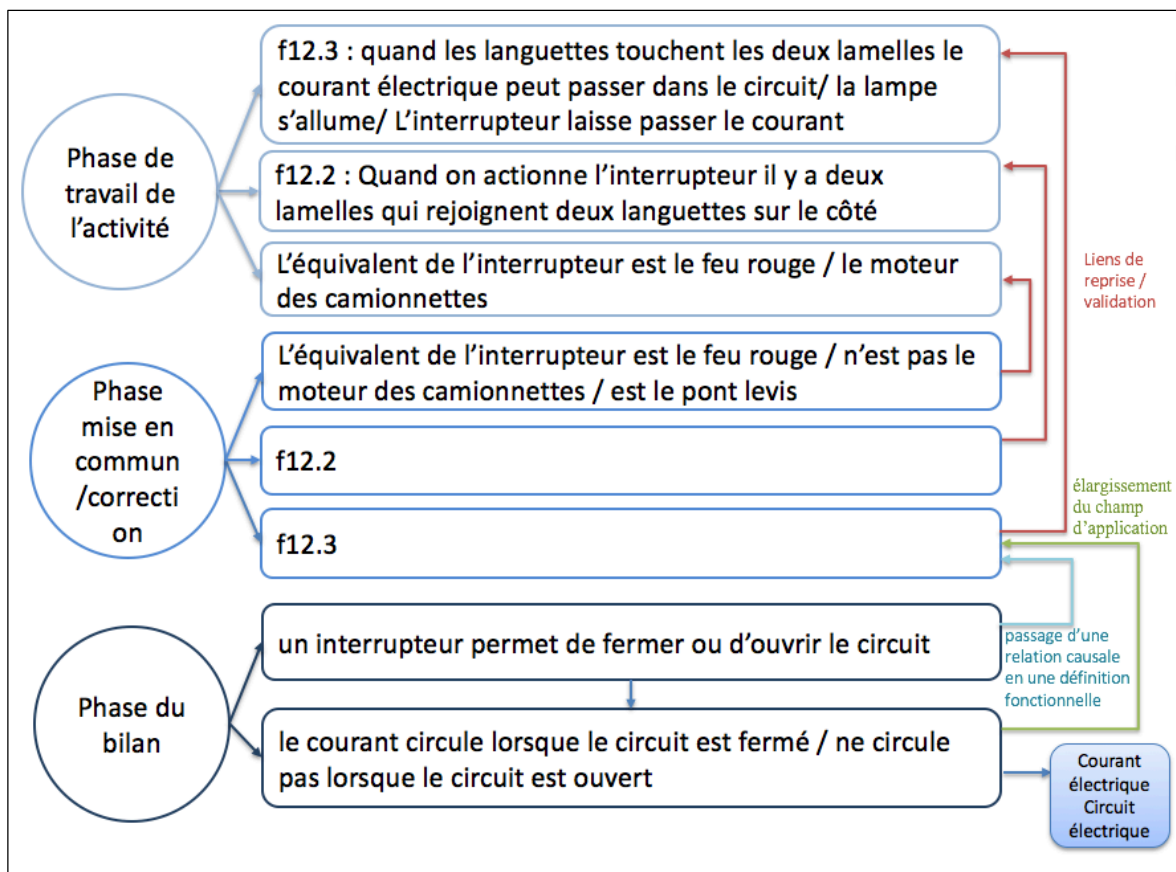 f12.3 : quand les languettes touchent les deux lamelles le
courant électrique peut passer dans le circuit/ la lampe
s’allume/ L’interrupteur laisse passer le courant
Phase de
travail de
l’activité
f12.2 : Quand on actionne l’interrupteur il y a deux
lamelles qui rejoignent deux languettes sur le côté
L’équivalent de l’interrupteur est le feu rouge / le moteur
des camionnettes
Liens de
reprise /
validation
L’équivalent de l’interrupteur est le feu rouge / n’est pas le
moteur des camionnettes / est le pont levis
Phase
mise en
commun
/correcti
on
f12.2
f12.3
élargissement
du champ
d’application
un interrupteur permet de fermer ou d’ouvrir le circuit
passage d’une
relation causale
en une définition
fonctionnelle
Phase du
bilan
le courant circule lorsque le circuit est fermé / ne circule
pas lorsque le circuit est ouvert
Courant
électrique
Circuit
électrique